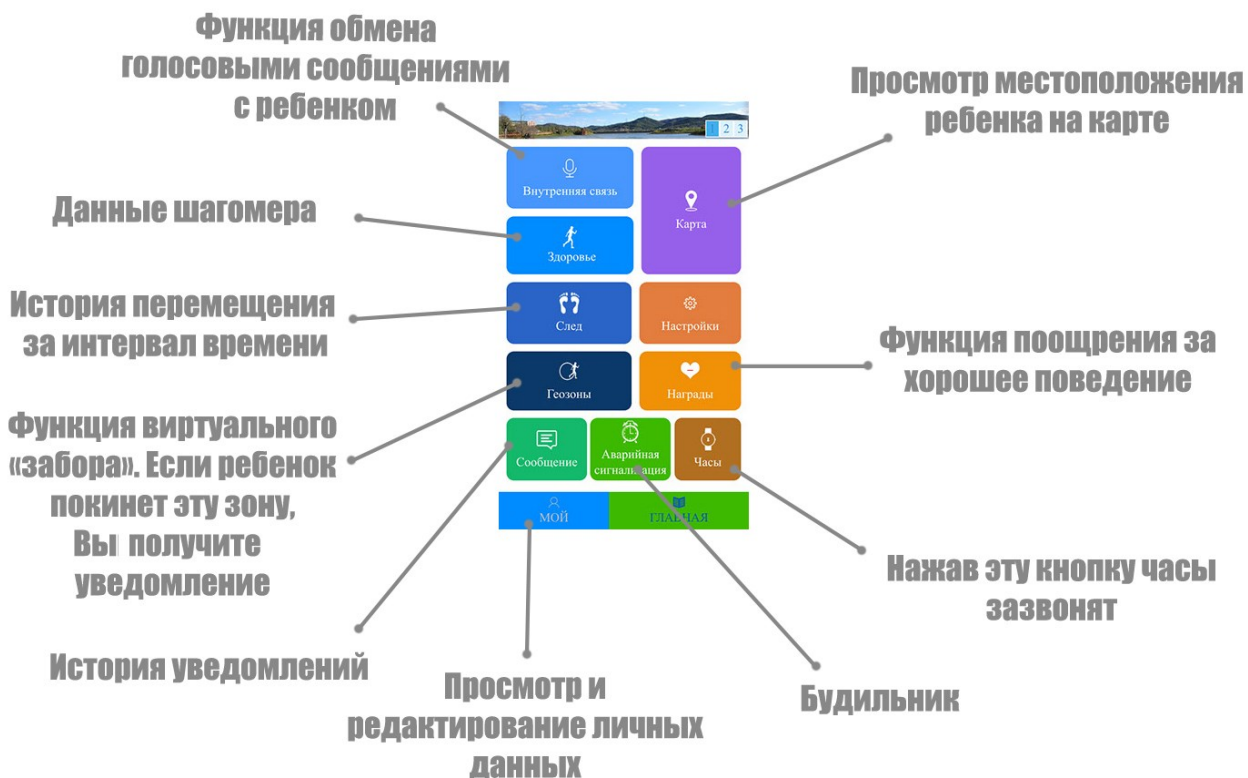 Функция обмена
голосовыми сообщениями
с ребенком
Просмотр местоположения
ребенка на карте
1 2 3
Внутренняя связь
Карта
Данные шагомера
Здоровье
История перемещения
за интервал времени
След
Настройки
Функция поощрения за
хорошее поведение
Геозоны
Награды
Функция виртуального
«забора». Если ребенок
покинет эту зону,
Вы получите
уведомление
Сообщение
Аварийная
сигнализация
Часы
МОЙ
ГЛАВНАЯ
Нажав эту кнопку часы
зазвонят
История уведомлений
Просмотр и
редактирование личных
данных
Будильник